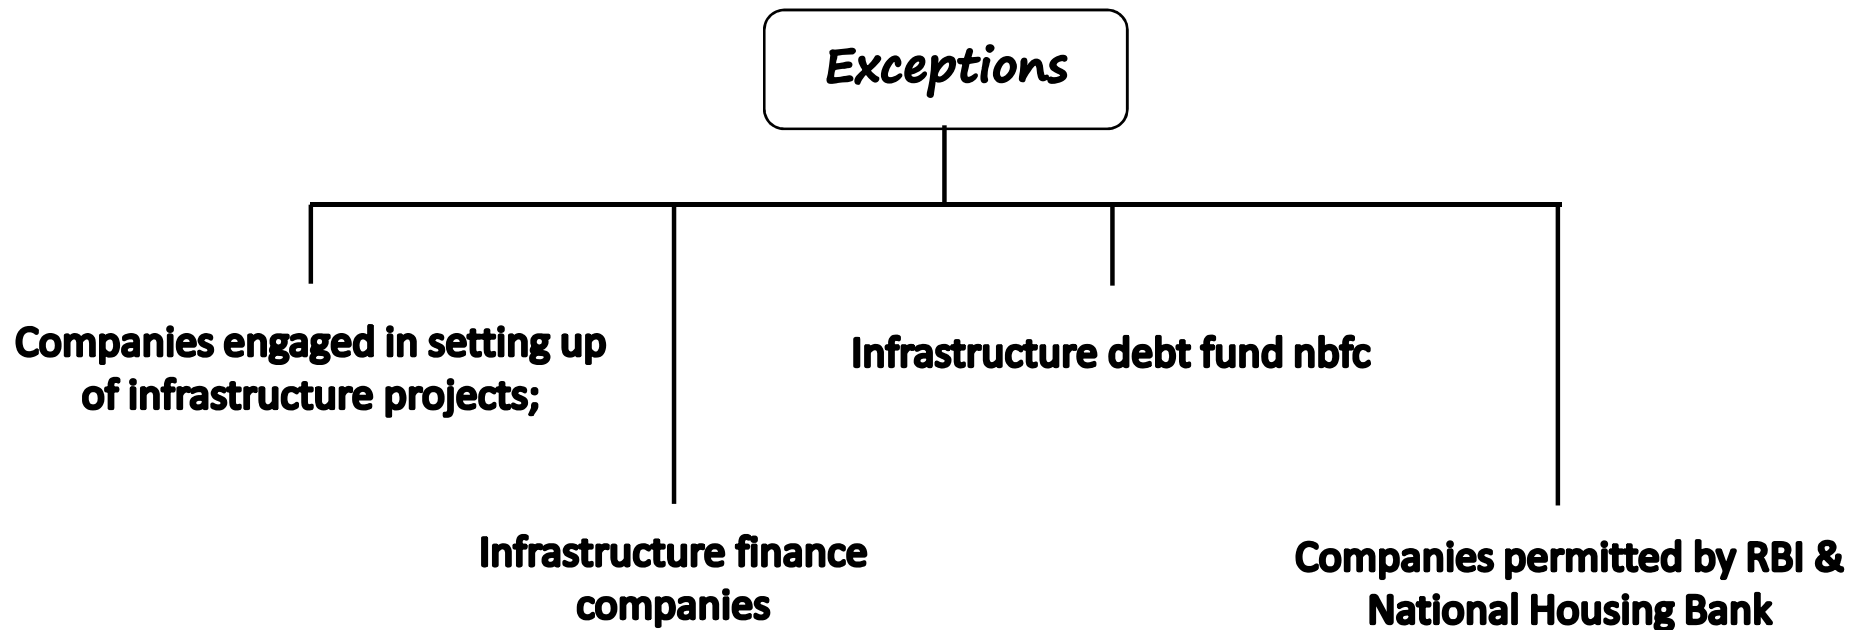 Exceptions
Companies engaged in setting up
of infrastructure projects;
Infrastructure debt fund nbfc
Infrastructure finance
companies
Companies permitted by RBI &
National Housing Bank